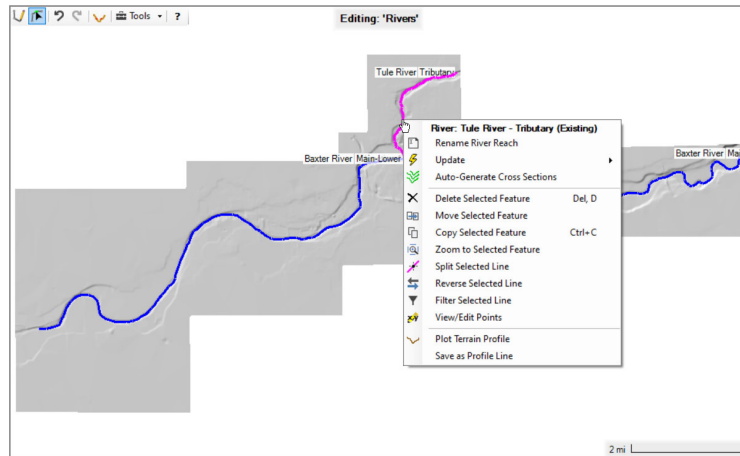 Tools ?
Editing: 'Rivers'
Tule River Tributary
River: Tule River - Tributary (Existing)
Rename River Reach
Baxter River Main-Lower
Update
Baxter River
Auto-Generate Cross Sections
Delete Selected Feature Del, D
Move Selected Feature
Copy Selected Feature Ctrl+C
Zoom to Selected Feature
Split Selected Line
Reverse Selected Line
Filter Selected Line
View/Edit Points
Plot Terrain Profile
Save as Profile Line
2 mi